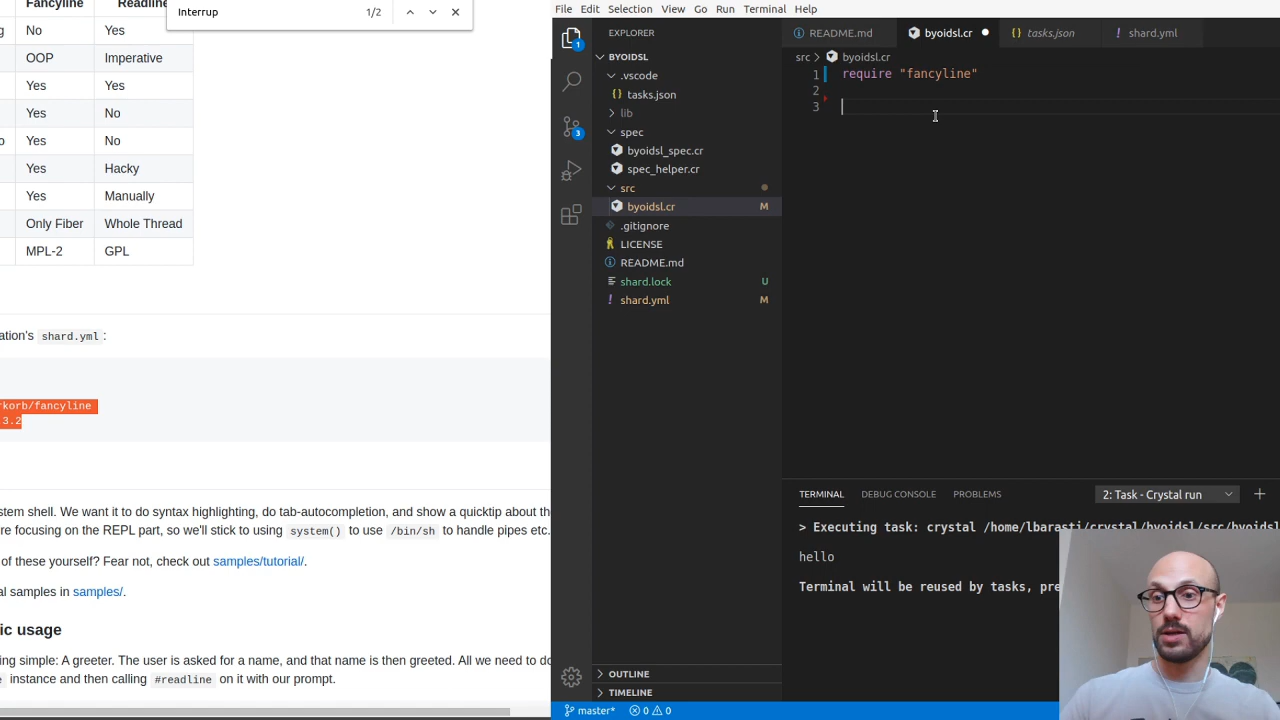 Fancyline Readline
Interrup 1/2
g No Yes
OOP Imperative
Yes Yes
Yes No
o Yes No
Yes Hacky
Yes Manually
Only Fiber Whole Thread
MPL-2 GPL
ation's shard.yml:
rkorb/fancyline
3.2
stem shell. We want it to do syntax highlighting, do tab-autocompletion, and show a quicktip about th
re focusing on the REPL part, so we'll stick to using system() to use /bin/sh to handle pipes etc.
of these yourself? Fear not, check out samples/tutorial/.
al samples in samples/.
ic usage
ing simple: A greeter. The user is asked for a name, and that name is then greeted. All we need to do
e instance and then calling #readline on it with our prompt.
File Edit Selection View Go Run Terminal Help
EXPLORER
BYOIDSL
.vscode
tasks.json
lib
spec
byoidsl_spec.cr
spec_helper.cr
src
byoidsl.cr M
.gitignore
LICENSE
README.md
shard.lock U
shard.yml M
OUTLINE
TIMELINE
1
3
README.md byoidsl.cr tasks.json shard.yml
src > byoidsl.cr
1 require "fancyline"
2
3
TERMINAL DEBUG CONSOLE PROBLEMS 2: Task - Crystal run
> Executing task: crystal /home/lbarasti/crystal/byoidsl/src/byoidsl
hello
Terminal will be reused by tasks, pre
master* 0 0